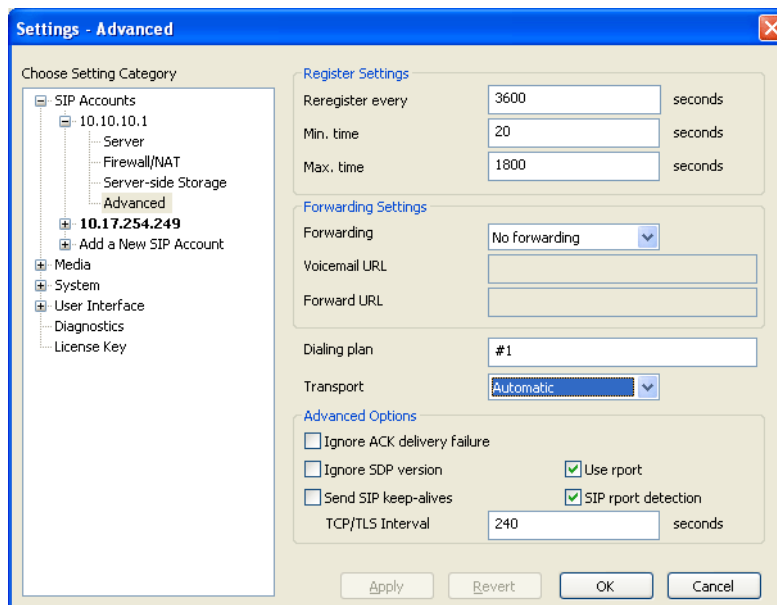 Settings - Advanced
Choose Setting Category
SIP Accounts
10.10.10.1
Server
Firewall/NAT
Server-side Storage
Advanced
10.17.254.249
Add a New SIP Account
Media
System
User Interface
Diagnostics
License Key
Register Settings
Reregister every 3600 seconds
Min. time 20 seconds
Max. time 1800 seconds
Forwarding Settings
Forwarding No forwarding
Voicemail URL
Forward URL
Dialing plan #1
Transport Automatic
Advanced Options
Ignore ACK delivery failure
Ignore SDP version Use rport
Send SIP keep-alives SIP rport detection
TCP/TLS Interval 240 seconds
Apply Revert OK Cancel